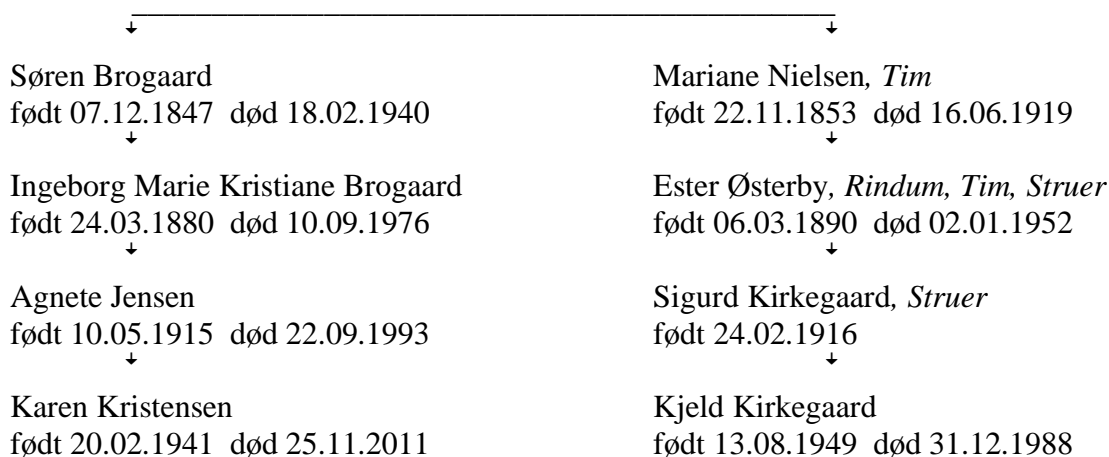 Søren Brogaard
født 07.12.1847 død 18.02.1940
Ingeborg Marie Kristiane Brogaard
født 24.03.1880 død 10.09.1976
Agnete Jensen
født 10.05.1915 død 22.09.1993
Karen Kristensen
født 20.02.1941 død 25.11.2011
Mariane Nielsen, Tim
født 22.11.1853 død 16.06.1919
Ester Østerby, Rindum, Tim, Struer
født 06.03.1890 død 02.01.1952
Sigurd Kirkegaard, Struer
født 24.02.1916
Kjeld Kirkegaard
født 13.08.1949 død 31.12.1988